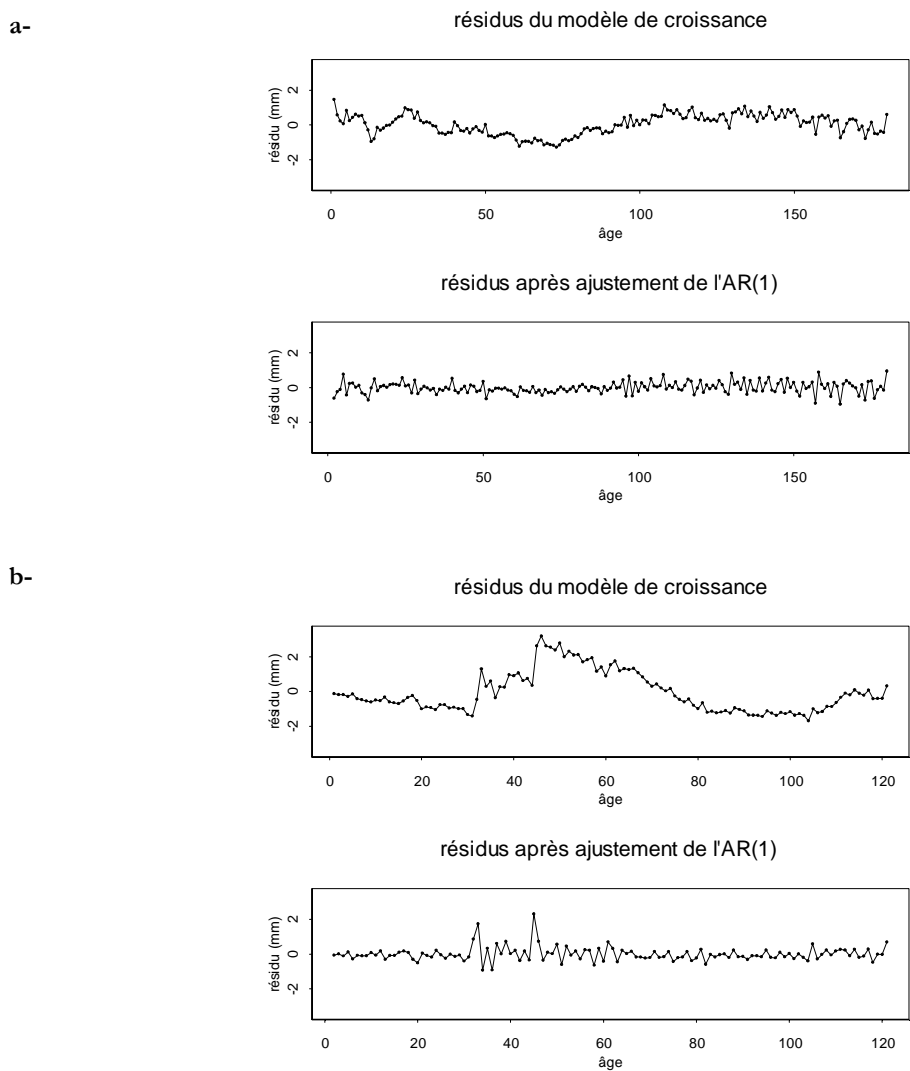 a-
résidus du modèle de croissance
résidu (mm)
2
0
-2
0 50 100 150
âge
résidus après ajustement de l'AR(1)
résidu (mm)
2
0
-2
0 50 100 150
âge
b-
résidus du modèle de croissance
résidu (mm)
2
0
-2
0 20 40 60 80 100 120
âge
résidus après ajustement de l'AR(1)
résidu (mm)
2
0
-2
0 20 40 60 80 100 120
âge